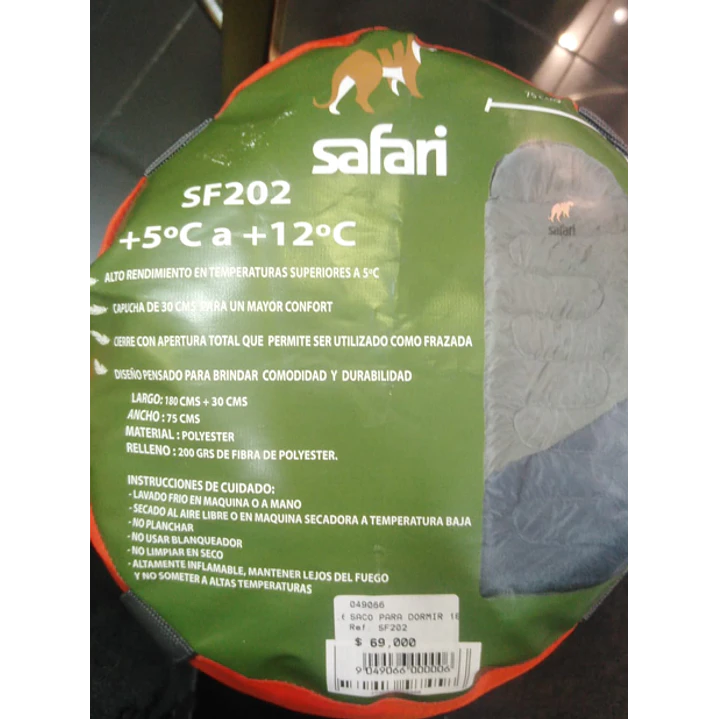 75 CMS
safari
safari
SF202
+5ºC a +12ºC
ALTO RENDIMIENTO EN TEMPERATURAS SUPERIORES A 5ºC
CAPUCHA DE 30 CMS PARA UN MAYOR CONFORT
CIERRE CON APERTURA TOTAL QUE PERMITE SER UTILIZADO COMO FRAZADA
DISEÑO PENSADO PARA BRINDAR COMODIDAD Y DURABILIDAD
LARGO: 180 CMS + 30 CMS
ANCHO : 75 CMS
MATERIAL : POLYESTER
RELLENO : 200 GRS DE FIBRA DE POLYESTER.
INSTRUCCIONES DE CUIDADO:
- LAVADO FRIO EN MAQUINA O A MANO
- SECADO AL AIRE LIBRE O EN MAQUINA SECADORA A TEMPERATURA BAJA
-NO PLANCHAR
-NO USAR BLANQUEADOR
-NO LIMPIAR EN SECO
- ALTAMENTE INFLAMABLE, MANTENER LEJOS DEL FUEGO
Y NO SOMETER A ALTAS TEMPERATURAS
049066
SACO PARA DORMIR
Ref. SF202
$ 69,000
9 049066 000006